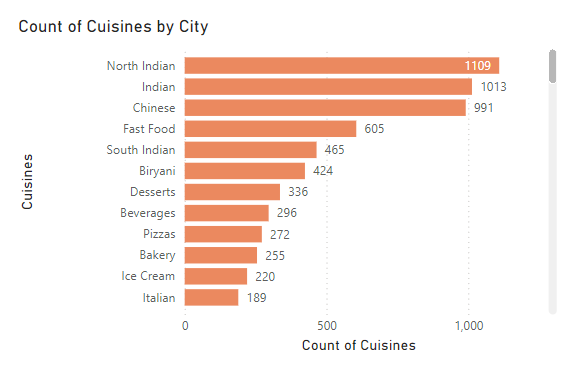 Count of Cuisines by City
Cuisines
North Indian 1109
Indian 1013
Chinese 991
Fast Food 605
South Indian 465
Biryani 424
Desserts 336
Beverages 296
Pizzas 272
Bakery 255
Ice Cream 220
Italian 189
0 500 1,000
Count of Cuisines